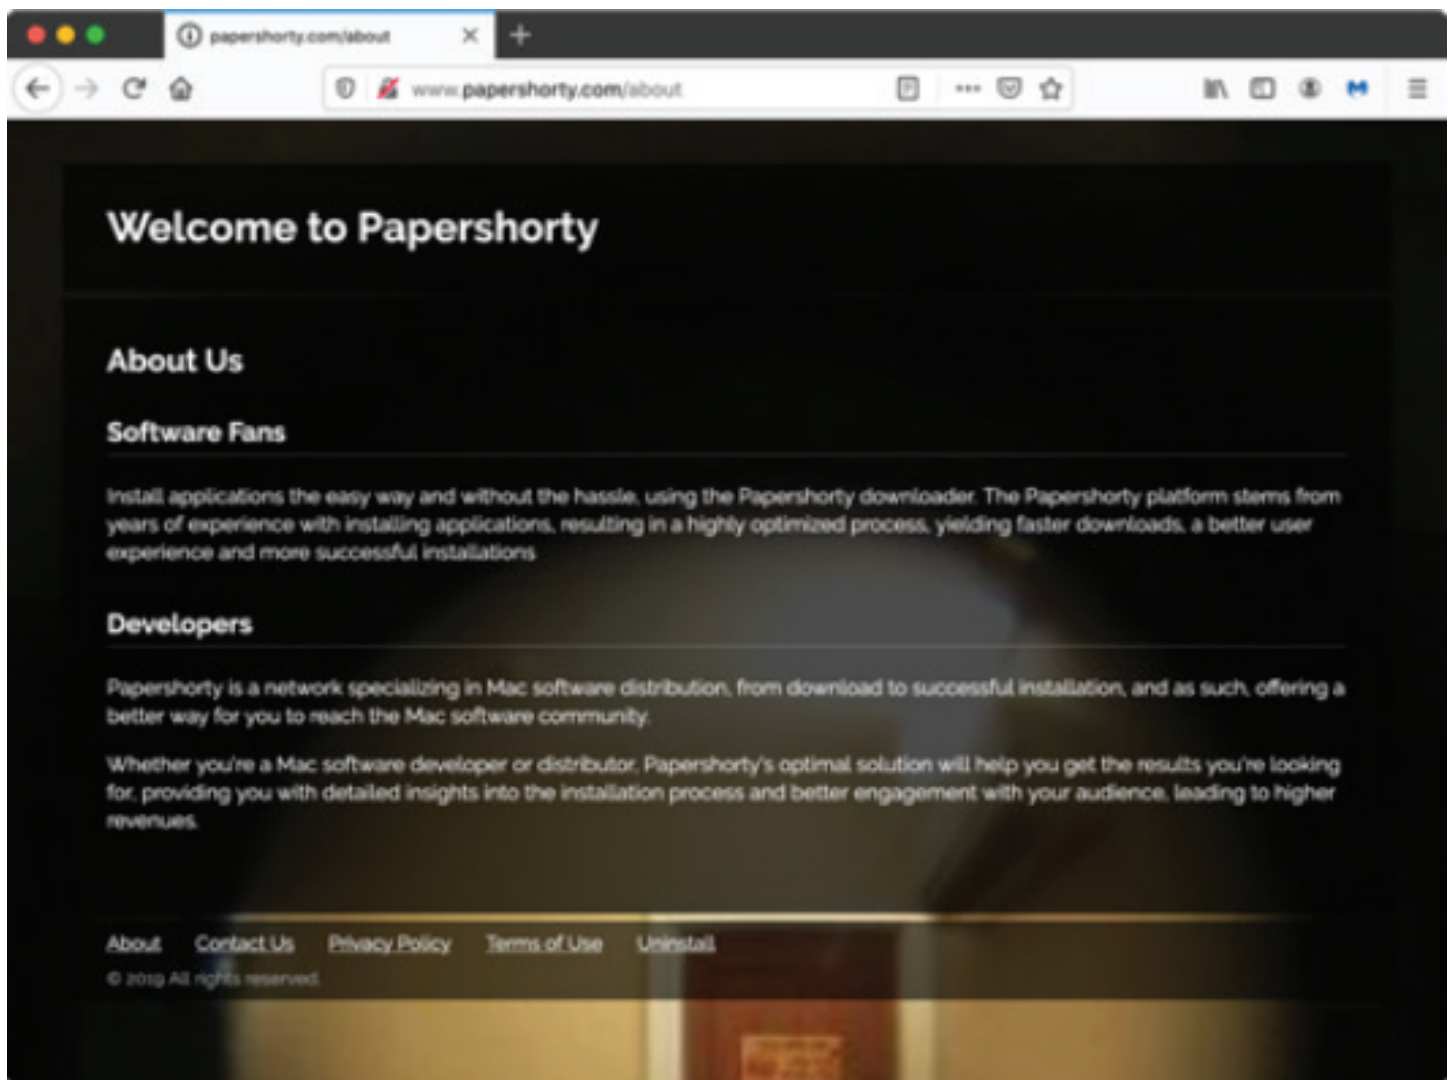 papershorty.com/about
www.papershorty.com/about
Welcome to Papershorty
About Us
Software Fans
Install applications the easy way and without the hassle, using the Papershorty downloader. The Papershorty platform stems from
years of experience with installing applications, resulting in a highly optimized process, yielding faster downloads, a better user
experience and more successful installations
Developers
Papershorty is a network specializing in Mac software distribution, from download to successful installation, and as such, offering a
better way for you to reach the Mac software community.
Whether you're a Mac software developer or distributor, Papershorty's optimal solution will help you get the results you're looking
for, providing you with detailed insights into the installation process and better engagement with your audience, leading to higher
revenues.
About Contact Us Privacy Policy Terms of Use Uninstall
© 2019 All rights reserved.